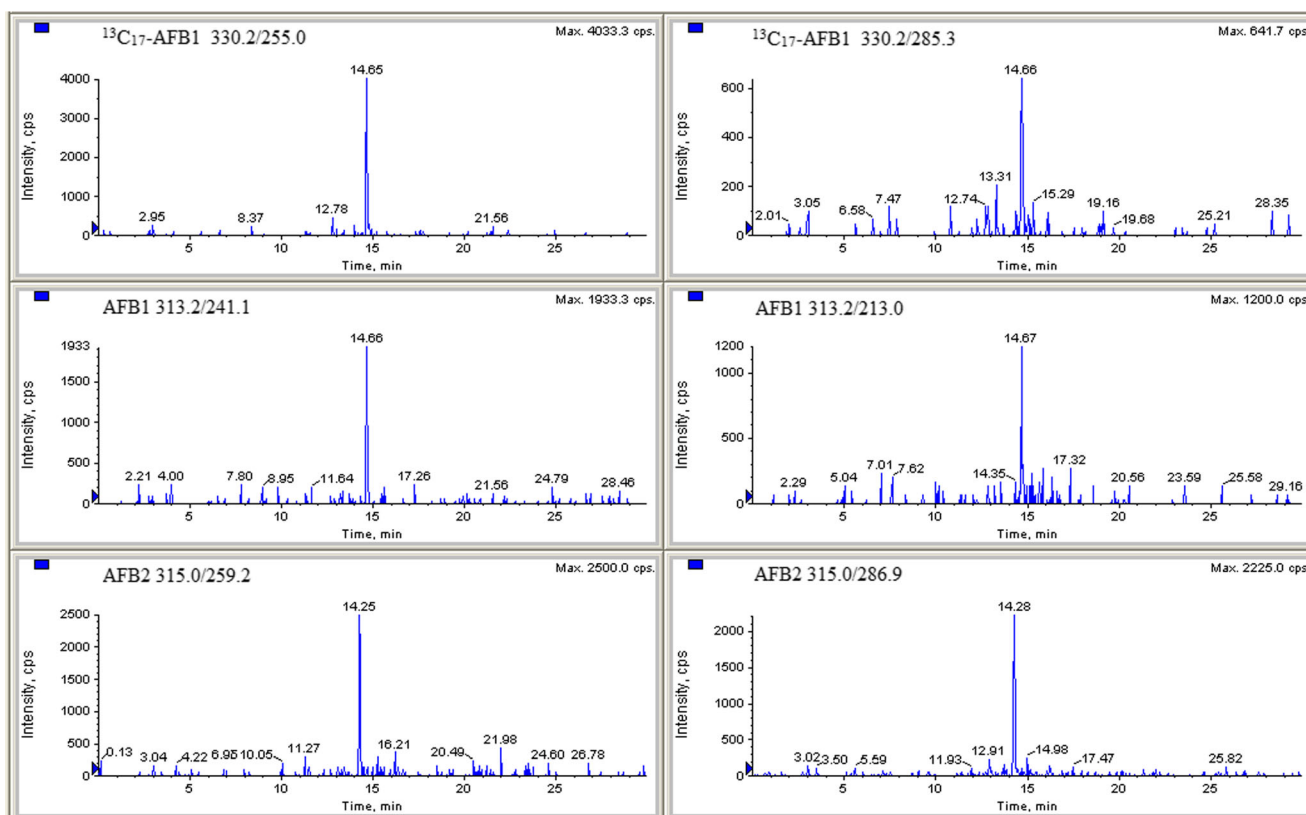 ¹³C₁₇-AFB1 330.2/255.0
Max. 4033.3 cps.
Intensity, cps
4000
3000
2000
1000
0
14.65
2.95
8.37
12.78
21.56
5 10 15 20 25
Time, min
¹³C₁₇-AFB1 330.2/285.3
Max. 641.7 cps.
Intensity, cps
600
400
200
0
14.66
13.31
2.01
3.05
6.58
7.47
12.74
15.29
19.16
19.68
25.21
28.35
5 10 15 20 25
Time, min
AFB1 313.2/241.1
Max. 1933.3 cps.
Intensity, cps
1933
1500
1000
500
0
14.66
2.21
4.00
7.80
8.95
11.64
17.26
21.56
24.79
28.46
5 10 15 20 25
Time, min
AFB1 313.2/213.0
Max. 1200.0 cps.
Intensity, cps
1200
1000
500
0
14.67
2.29
5.04
7.01
7.62
14.35
17.32
20.56
23.59
25.58
29.16
5 10 15 20 25
Time, min
AFB2 315.0/259.2
Max. 2500.0 cps.
Intensity, cps
2500
2000
1500
1000
500
0
14.25
0.13
3.04
4.22
6.95
10.05
11.27
16.21
20.49
21.98
24.60
26.78
5 10 15 20 25
Time, min
AFB2 315.0/286.9
Max. 2225.0 cps.
Intensity, cps
2000
1500
1000
500
0
14.28
3.02
3.50
5.59
11.93
12.91
14.98
17.47
25.82
5 10 15 20 25
Time, min